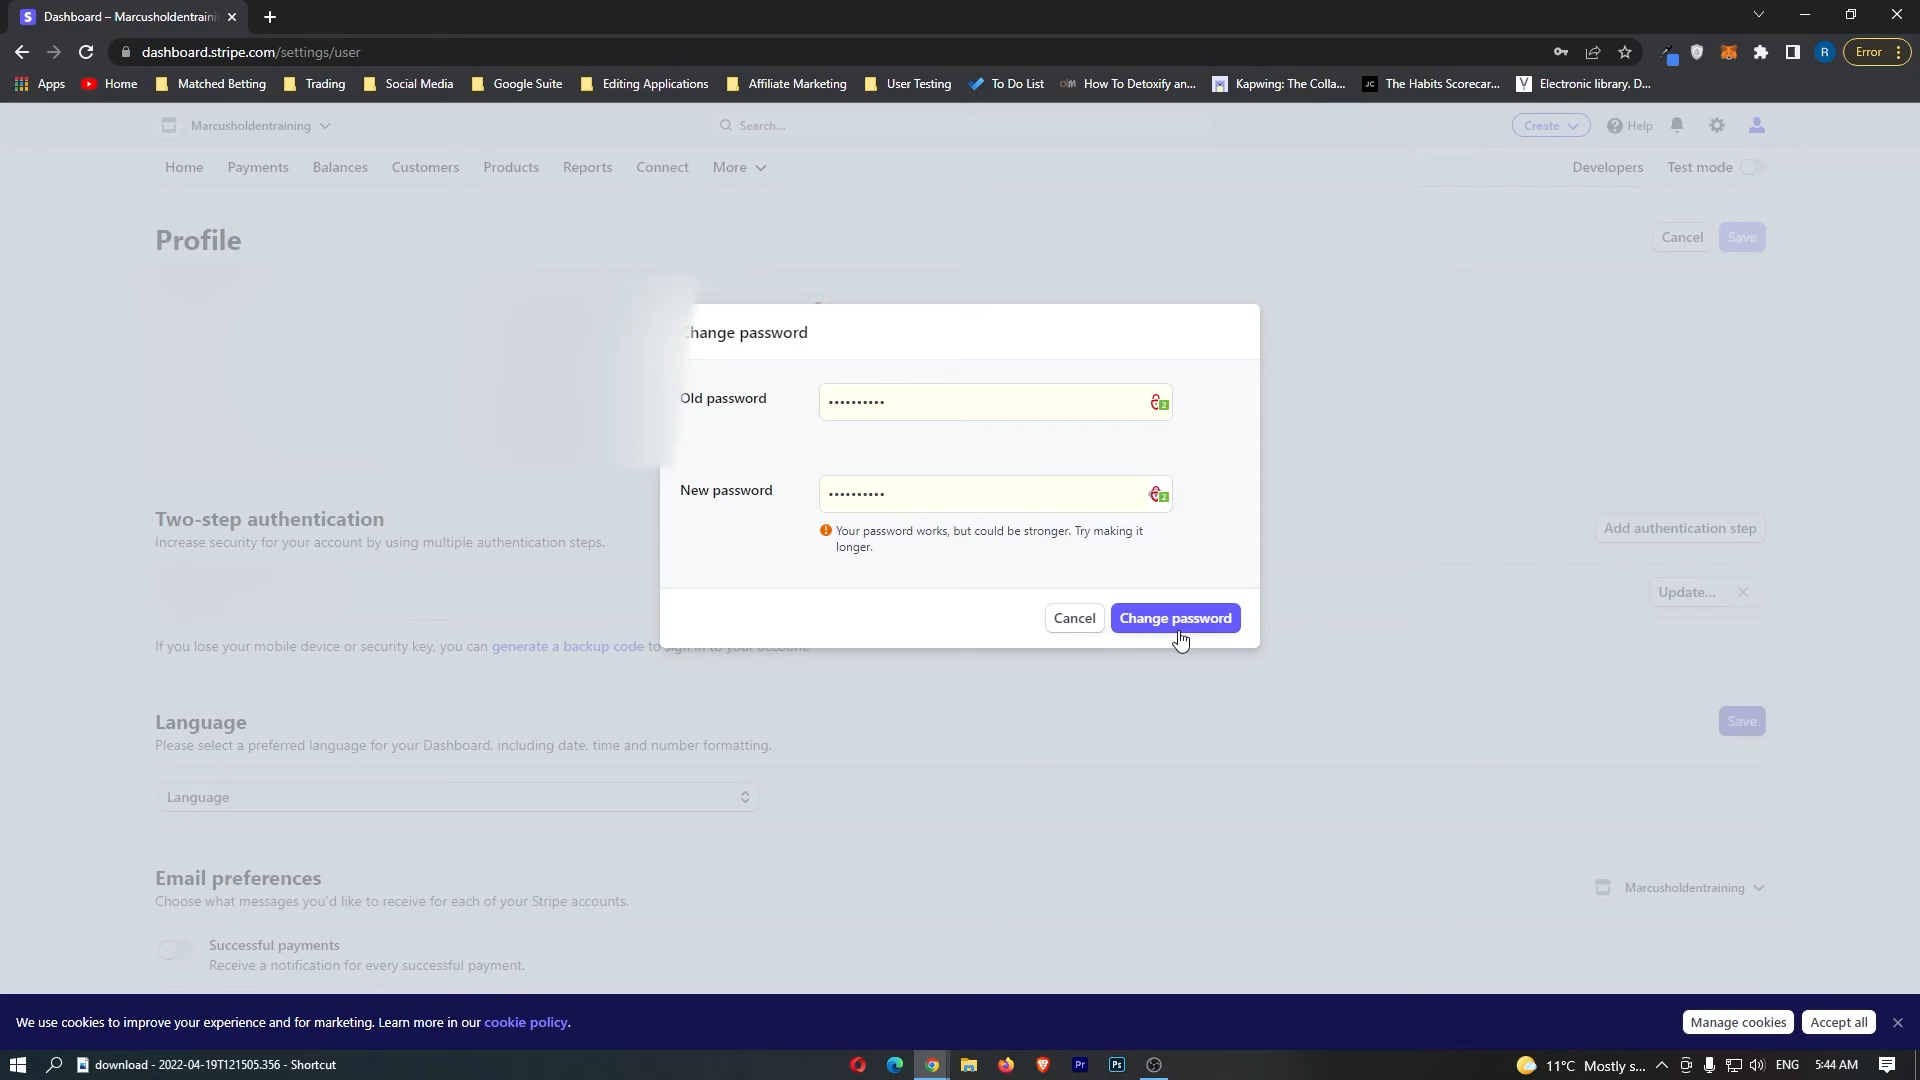 Dashboard – Marcusholdentraini
dashboard.stripe.com/settings/user
R
Error
Apps
Home
Matched Betting
Trading
Social Media
Google Suite
Editing Applications
Affiliate Marketing
User Testing
To Do List
How To Detoxify an...
Kapwing: The Colla...
The Habits Scorecar...
Electronic library. D...
Marcusholdentraining
Search...
Create
Help
Home
Payments
Balances
Customers
Products
Reports
Connect
More
Developers
Test mode
Profile
Cancel
Save
Change password
Old password
••••••••••
New password
••••••••••
Your password works, but could be stronger. Try making it
longer.
Cancel
Change password
Two-step authentication
Increase security for your account by using multiple authentication steps.
Add authentication step
Update...
If you lose your mobile device or security key, you can generate a backup code to sign in to your account.
Language
Please select a preferred language for your Dashboard, including date, time and number formatting.
Save
Language
Email preferences
Choose what messages you'd like to receive for each of your Stripe accounts.
Marcusholdentraining
Successful payments
Receive a notification for every successful payment.
We use cookies to improve your experience and for marketing. Learn more in our cookie policy.
Manage cookies
Accept all
download - 2022-04-19T121505.356 - Shortcut
Pr
Ps
11°C Mostly s...
ENG
5:44 AM